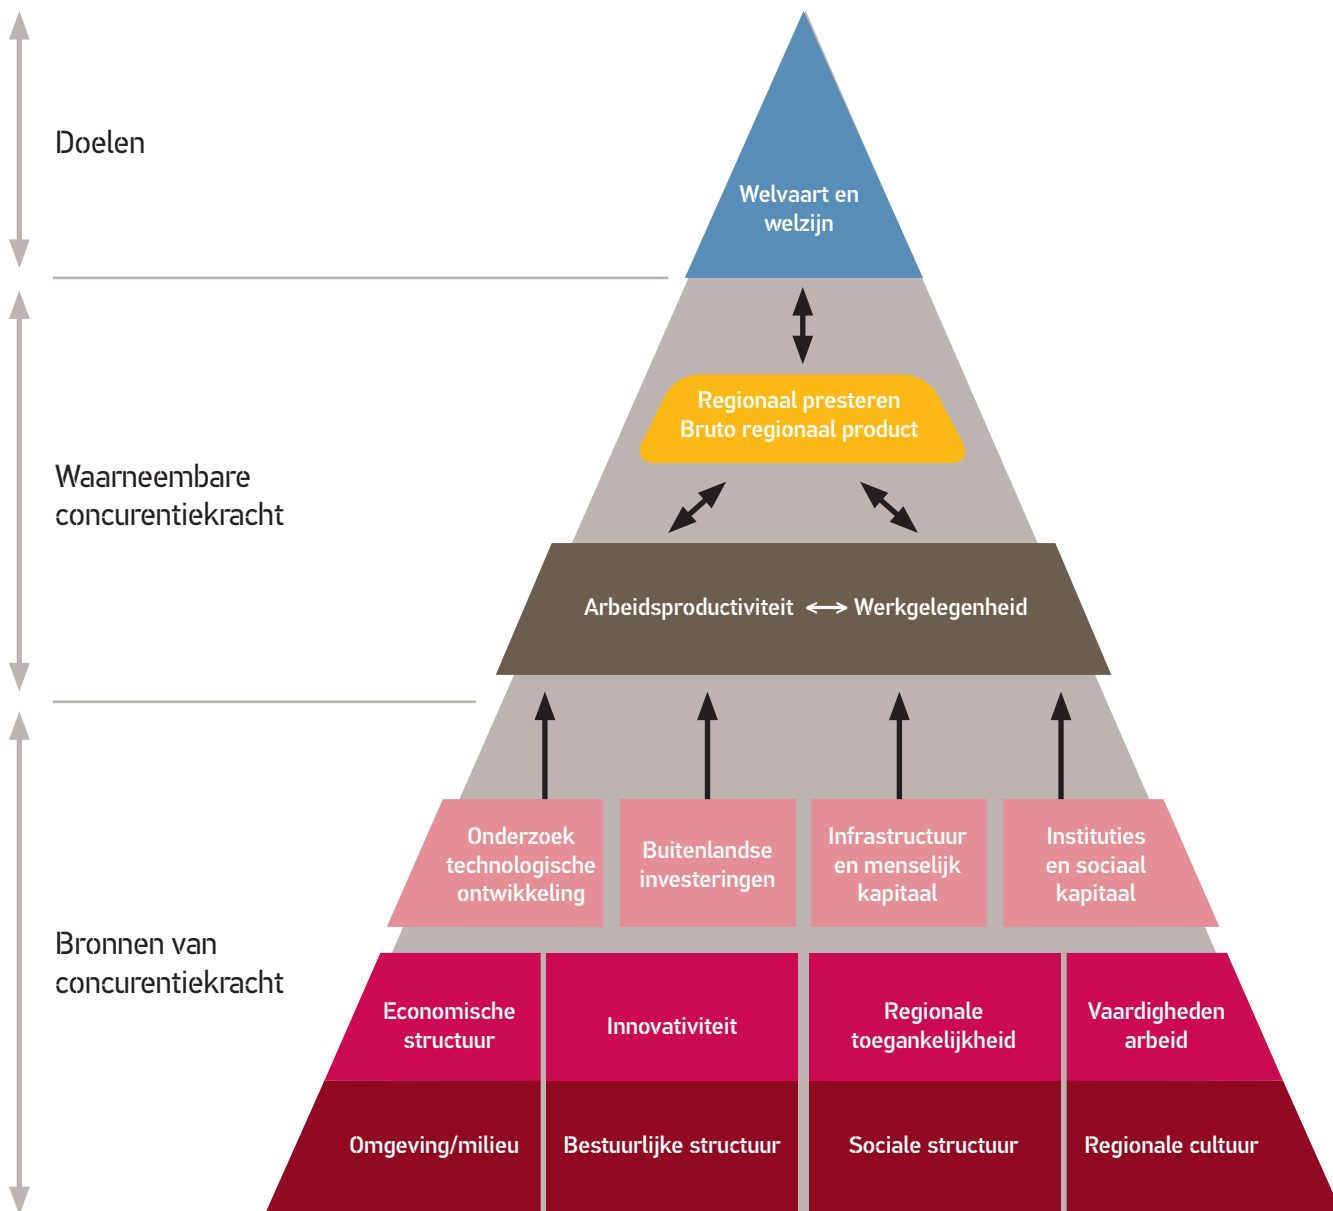 Doelen
Welvaart en
welzijn
Waarneembare
concurentiekracht
Regionaal presteren
Bruto regionaal product
Arbeidsproductiviteit
Werkgelegenheid
Bronnen van
concurentiekracht
Onderzoek
technologische
ontwikkeling
Buitenlandse
investeringen
Infrastructuur
en menselijk
kapitaal
Instituties
en sociaal
kapitaal
Economische
structuur
Innovativiteit
Regionale
toegankelijkheid
Vaardigheden
arbeid
Omgeving/milieu
Bestuurlijke structuur
Sociale structuur
Regionale cultuur